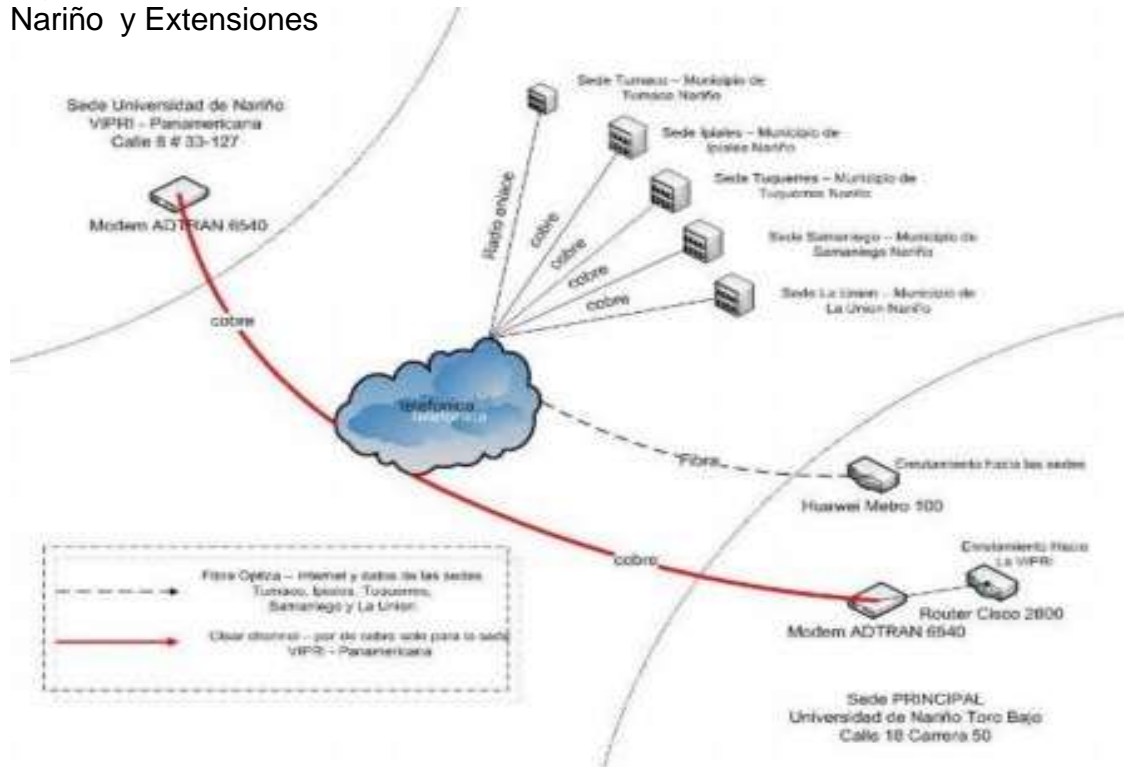 Nariño y Extensiones
Sede Universidad de Nariño
VIPRI - Panamericana
Calle 8 # 33-127
Modem ADTRAN 6540
Sede Tumaco – Municipio de
Tumaco Nariño
Sede Ipiales – Municipio de
Ipiales Nariño
Sede Tuquerres – Municipio de
Tuquerres Nariño
Sede Samaniego – Municipio de
Samaniego Nariño
Sede La Union – Municipio de
La Union Nariño
Radio enlace
cobre
cobre
cobre
cobre
cobre
Telefonica
Telefonica
Fibra
Enrutamiento hacia las sedes
Huawei Metro 100
cobre
Enrutamiento hacia
La VIPRI
Router Cisco 2800
Modem ADTRAN 6540
Fibra Optica – Internet y datos de las sedes
Tumaco, Ipiales, Tuquerres,
Samaniego y La Union
Clear channel – par de cobre solo para la sede
VIPRI – Panamericana
Sede PRINCIPAL
Universidad de Nariño Toro Bajo
Calle 18 Carrera 50